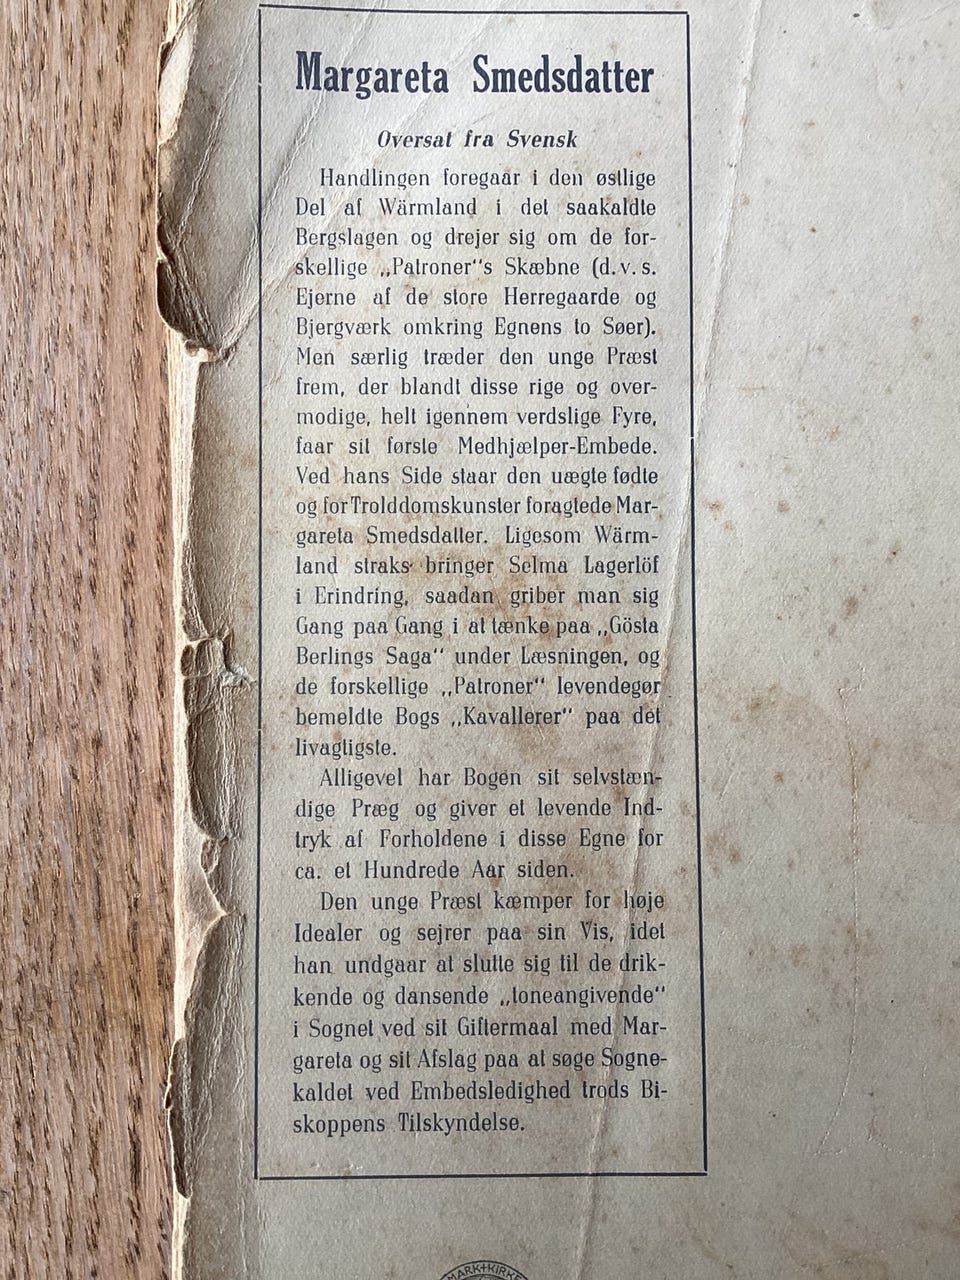 Margareta Smedsdatter
Oversat fra Svensk
Handlingen foregaar i den østlige
Del af Wärmland i det saakaldte
Bergslagen og drejer sig om de for-
skellige „Patroner“s Skæbne (d. v. s.
Ejerne af de store Herregaarde og
Bjergværk omkring Egnens to Søer).
Men særlig træder den unge Præst
frem, der blandt disse rige og over-
modige, helt igennem verdslige Fyre,
faar sit første Medhjælper-Embede.
Ved hans Side staar den uægte fødte
og for Trolddomskunster foragtede Mar-
gareta Smedsdatter. Ligesom Wärm-
land straks bringer Selma Lagerlöf
i Erindring, saadan griber man sig
Gang paa Gang i at tænke paa „Gösta
Berlings Saga“ under Læsningen, og
de forskellige „Patroner“ levendegør
bemeldte Bogs „Kavallerer“ paa det
livagtigste.
Alligevel har Bogen sit selvstæn-
dige Præg og giver et levende Ind-
tryk af Forholdene i disse Egne for
ca. et Hundrede Aar siden.
Den unge Præst kæmper for høje
Idealer og sejrer paa sin Vis, idet
han undgaar at slutte sig til de drik-
kende og dansende „toneangivende“
i Sognet ved sit Giftermaal med Mar-
gareta og sit Afslag paa at søge Sogne-
kaldet ved Embedsledighed trods Bi-
skoppens Tilskyndelse.